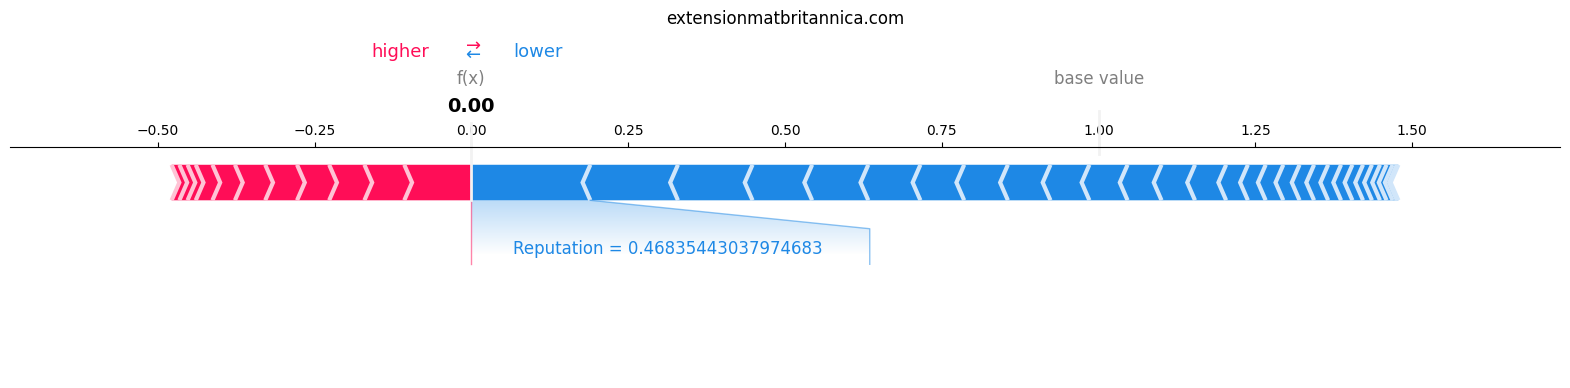 extensionmatbritannica.com
higher ⇄ lower
f(x) base value
0.00
−0.50 −0.25 0.00 0.25 0.50 0.75 1.00 1.25 1.50
Reputation = 0.46835443037974683